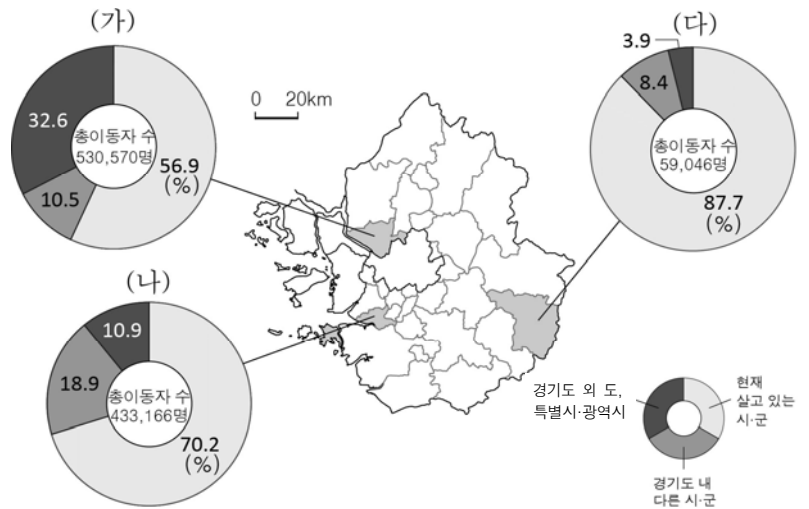 (가)
32.6
10.5
56.9
(%)
총이동자 수
530,570명
0 20km
(다)
3.9
8.4
총이동자 수
59,046명
87.7
(%)
(나)
10.9
18.9
총이동자 수
433,166명
70.2
(%)
경기도 외 도,
특별시·광역시
현재
살고 있는
시·군
경기도 내
다른 시·군